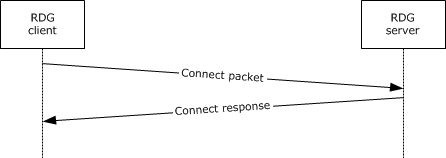 RDG
client
RDG
server
Connect packet
Connect response